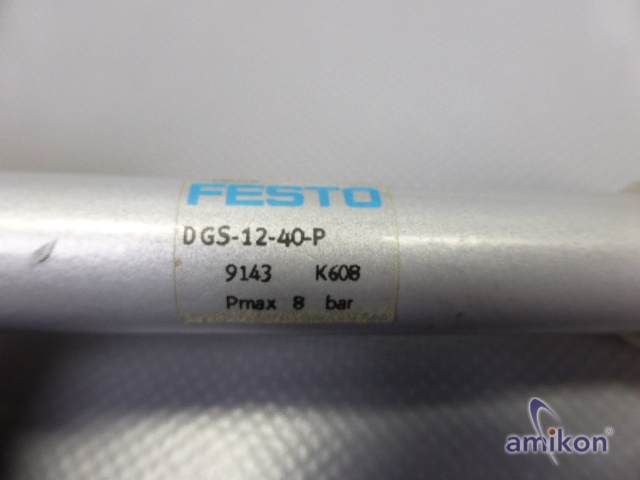 FESTO
DGS-12-40-P
9143 K608
Pmax 8 bar
amikon